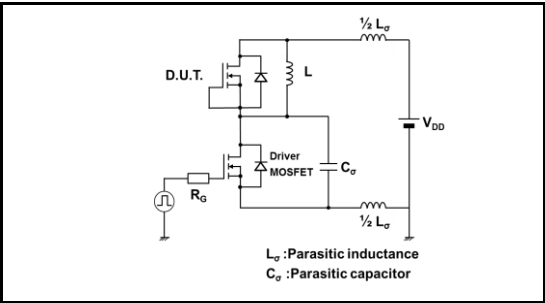 ½ Lσ
D.U.T.
L
VDD
Driver
MOSFET
Cσ
RG
½ Lσ
Lσ :Parasitic inductance
Cσ :Parasitic capacitor